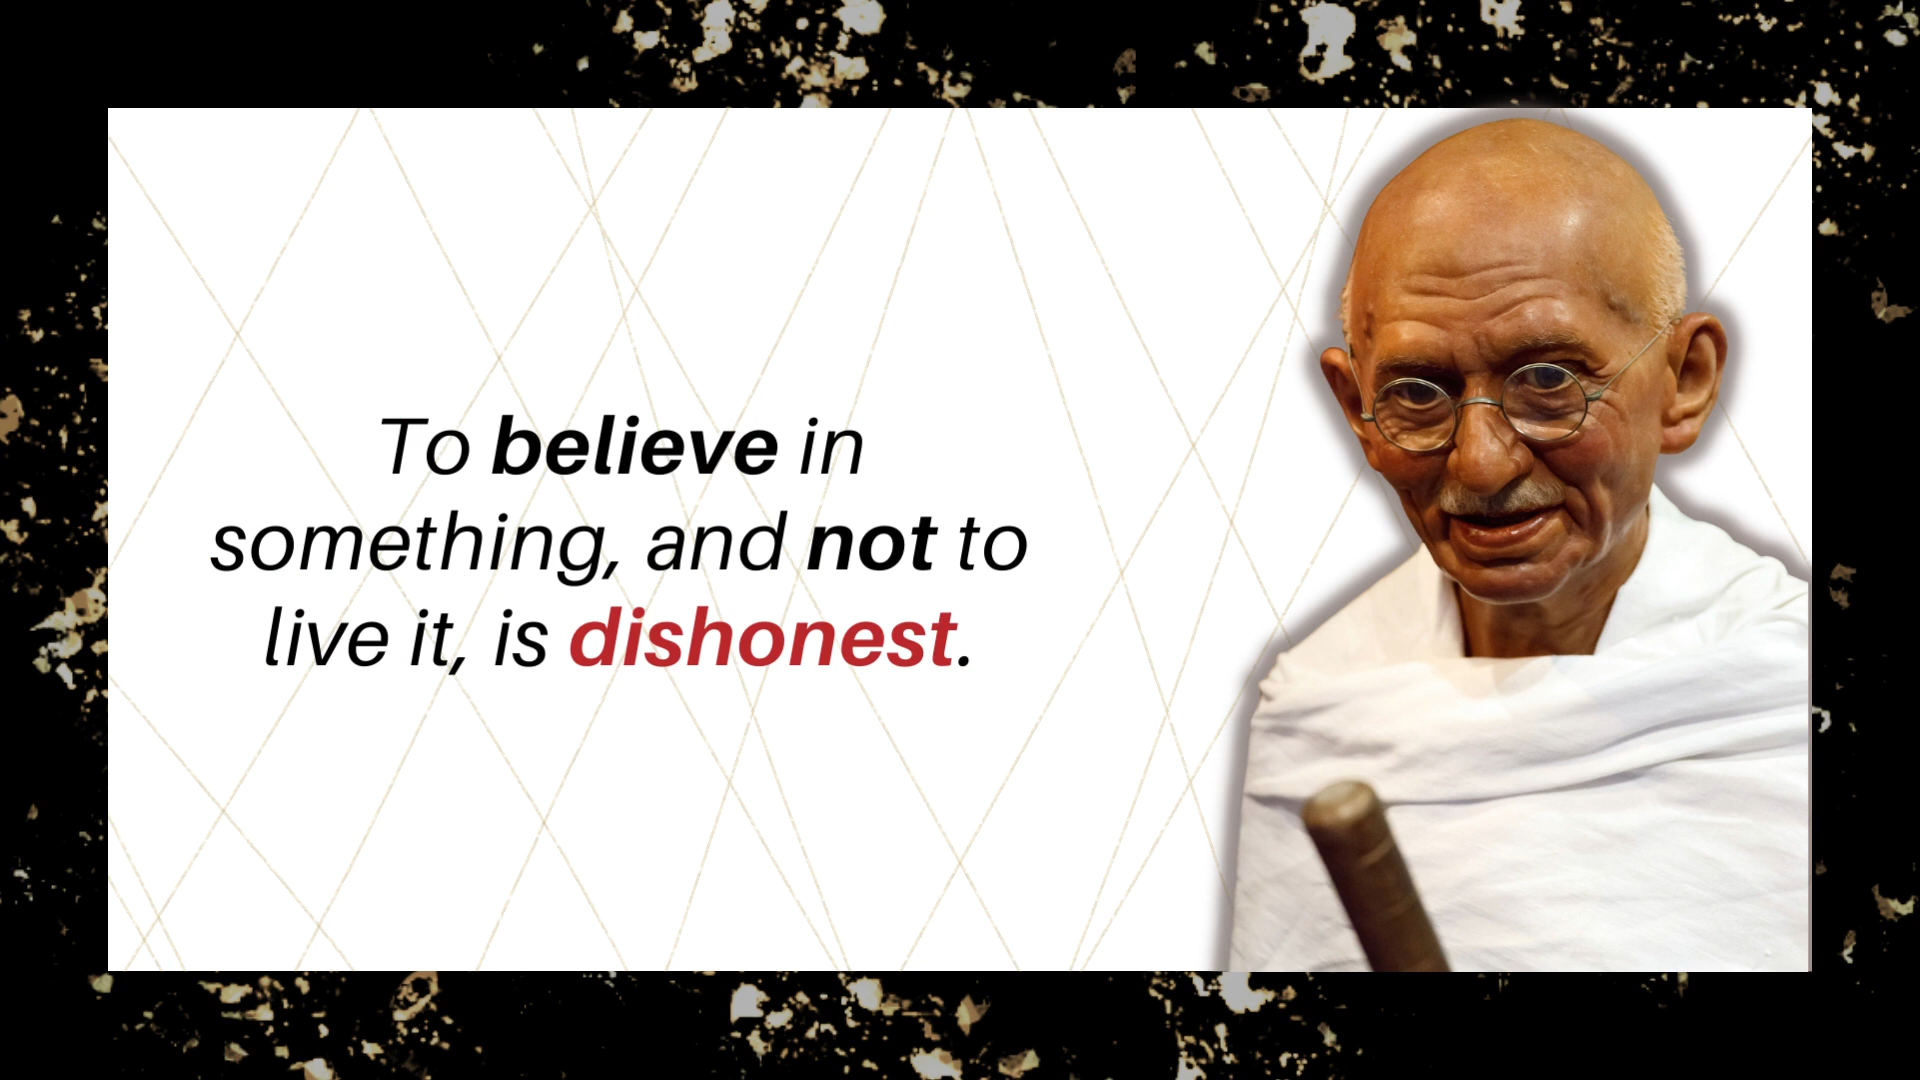 To believe in
something, and not to
live it, is dishonest.